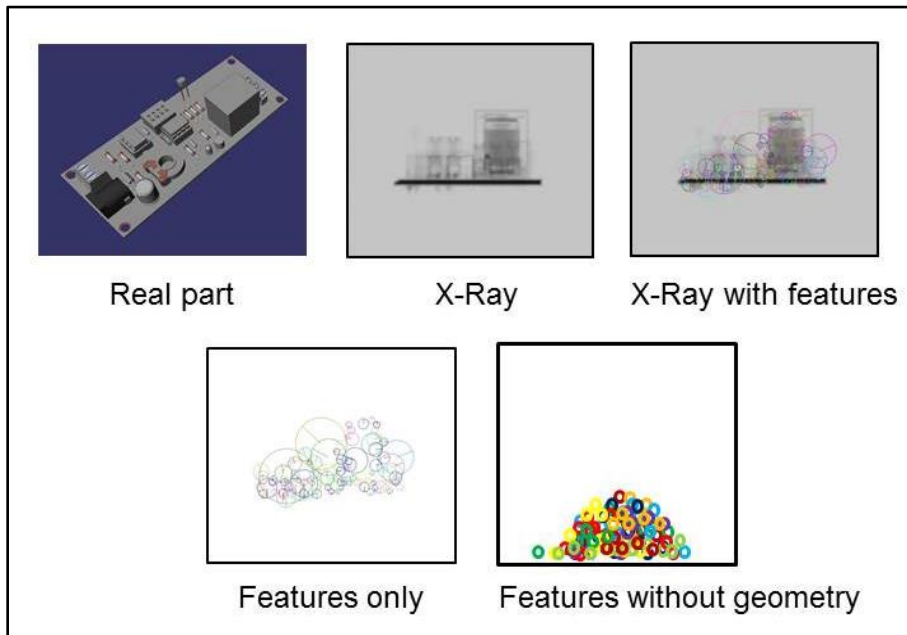 Real part
X-Ray
X-Ray with features
Features only
Features without geometry